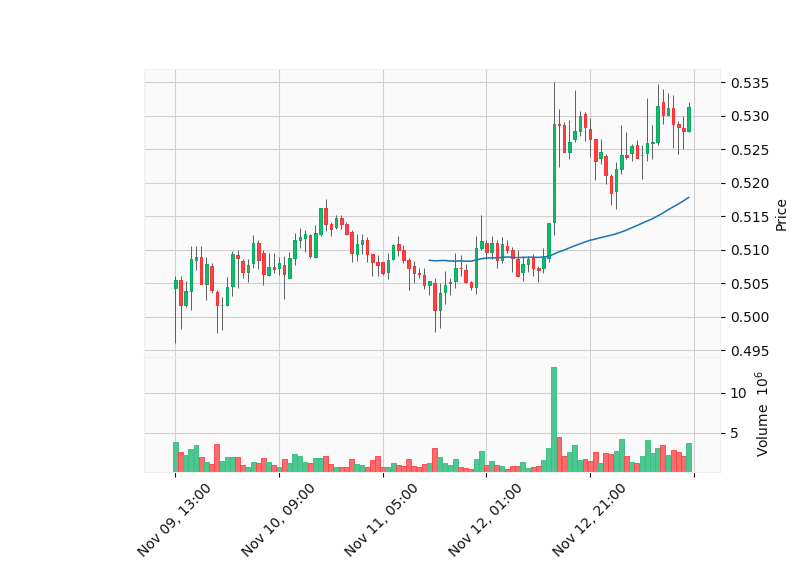 0.535
0.530
0.525
0.520
0.515
0.510
0.505
0.500
0.495
Price
10
5
Volume 10⁶
Nov 09, 13:00
Nov 10, 09:00
Nov 11, 05:00
Nov 12, 01:00
Nov 12, 21:00